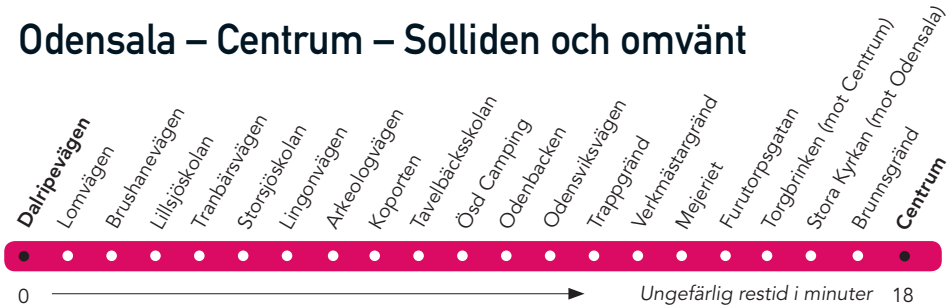 Odensala – Centrum – Solliden och omvänt
Dalripevägen
Lomvägen
Brushanevägen
Lillsjöskolan
Tranbärsvägen
Storsjöskolan
Lingonvägen
Arkeologvägen
Koporten
Tavelbäcksskolan
Ösd Camping
Odenbacken
Odensviksvägen
Trappgränd
Verkmästargränd
Mejeriet
Furutorpsgatan
Torgbrinken (mot Centrum)
Stora Kyrkan (mot Odensala)
Brunnsgränd
Centrum
0 Ungefärlig restid i minuter 18